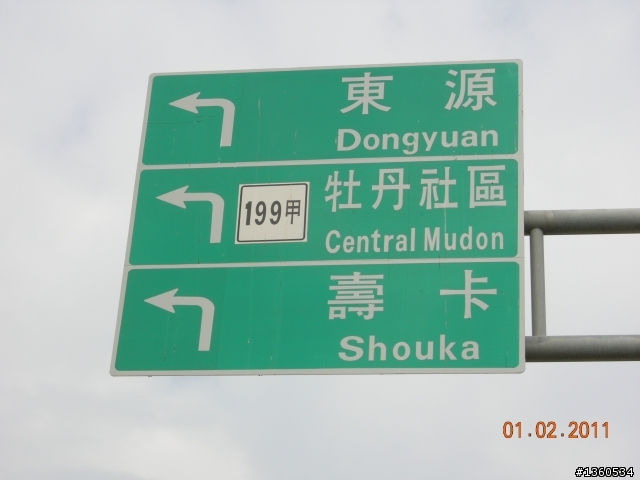 東 源
Dongyuan
199甲
牡丹社區
Central Mudon
壽 卡
Shouka
01.02.2011
#1360534